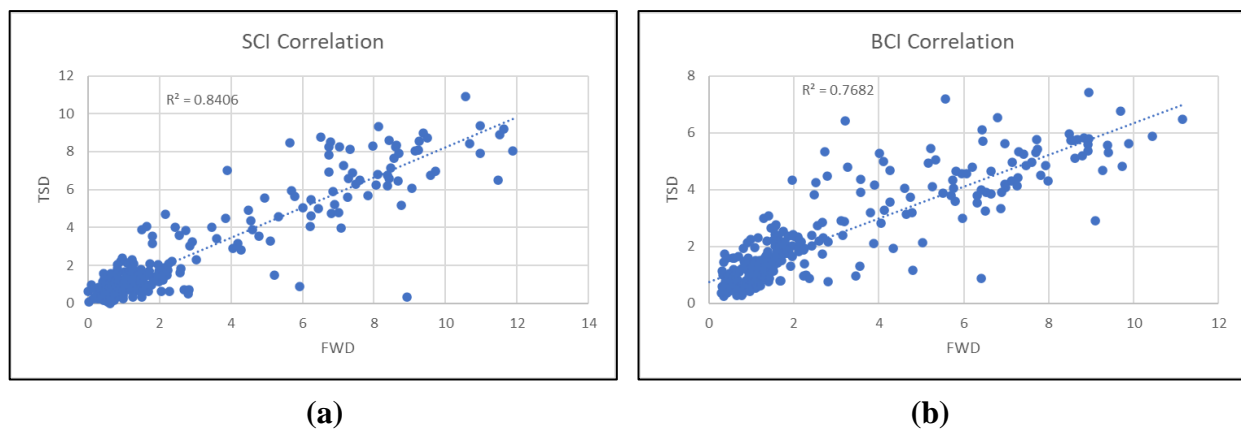 SCI Correlation
R² = 0.8406
12
10
8
6
4
2
0
TSD
0 2 4 6 8 10 12 14
FWD
(a)
BCI Correlation
R² = 0.7682
8
6
4
2
0
TSD
0 2 4 6 8 10 12
FWD
(b)